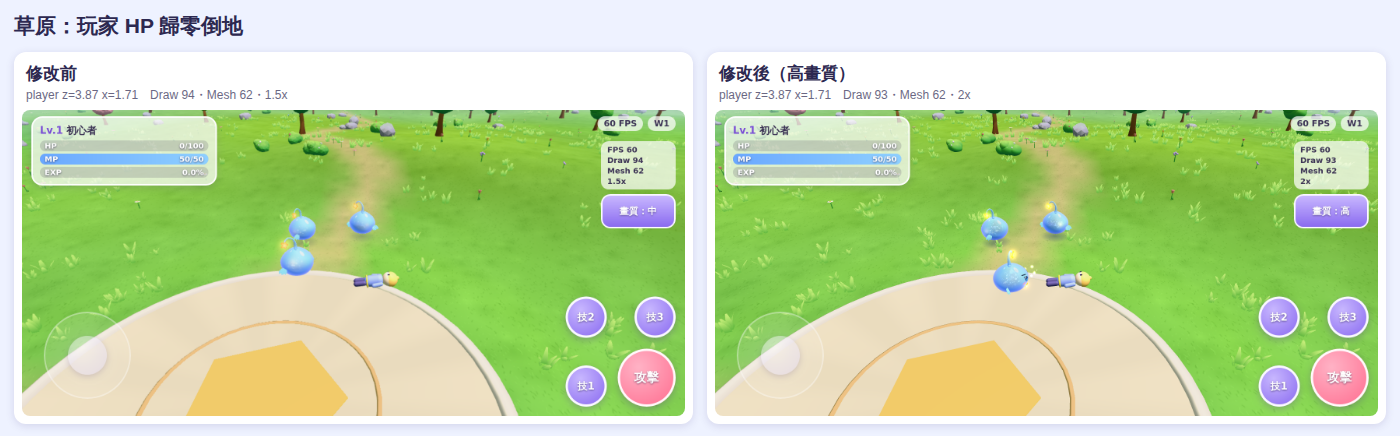 草原：玩家 HP 歸零倒地
修改前
player z=3.87 x=1.71 Draw 94・Mesh 62・1.5x
Lv.1 初心者
HP 0/100
MP 50/50
EXP 0.0%
60 FPS W1
FPS 60
Draw 94
Mesh 62
1.5x
畫質：中
技2 技3
技1 攻擊
修改後（高畫質）
player z=3.87 x=1.71 Draw 93・Mesh 62・2x
Lv.1 初心者
HP 0/100
MP 50/50
EXP 0.0%
60 FPS W1
FPS 60
Draw 93
Mesh 62
2x
畫質：高
技2 技3
技1 攻擊